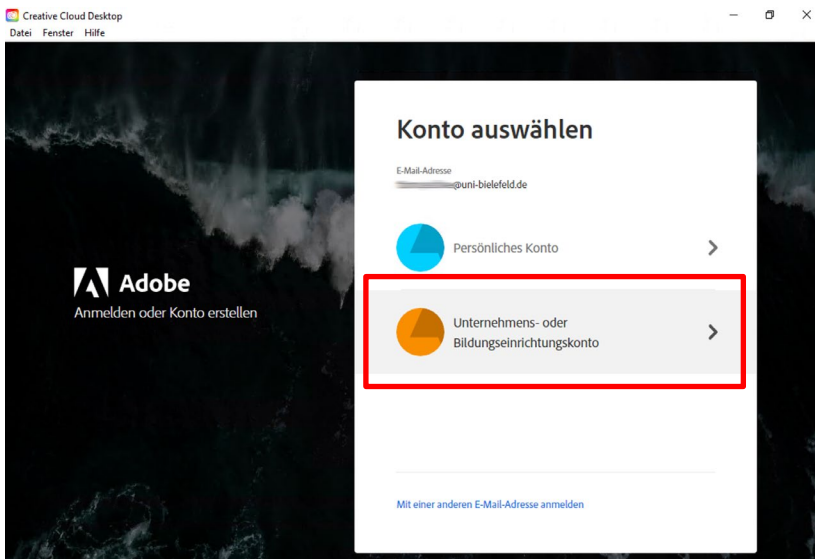 Creative Cloud Desktop
Datei Fenster Hilfe
Konto auswählen
E-Mail-Adresse
@uni-bielefeld.de
Persönliches Konto
Adobe
Anmelden oder Konto erstellen
Unternehmens- oder
Bildungseinrichtungskonto
Mit einer anderen E-Mail-Adresse anmelden